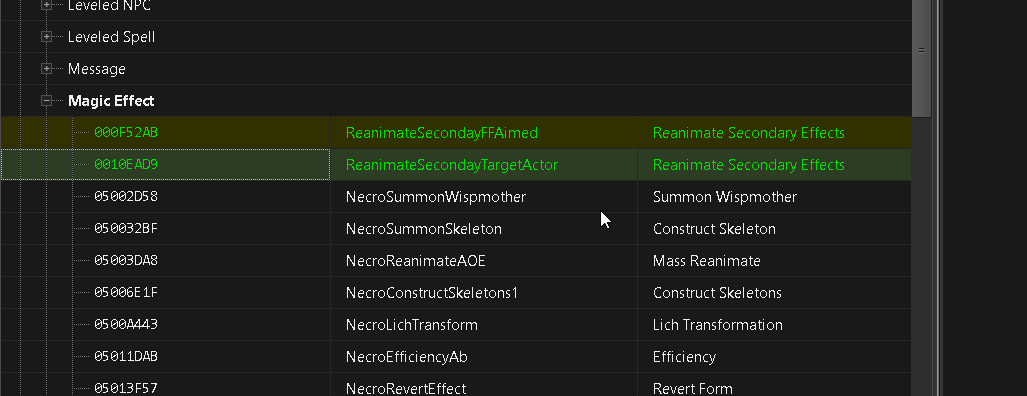 Leveled NPC
Leveled Spell
Message
Magic Effect
000F52AB ReanimateSecondayFFAimed Reanimate Secondary Effects
0010EAD9 ReanimateSecondayTargetActor Reanimate Secondary Effects
05002D58 NecroSummonWispmother Summon Wispmother
050032BF NecroSummonSkeleton Construct Skeleton
05003DA8 NecroReanimateAOE Mass Reanimate
05006E1F NecroConstructSkeletons1 Construct Skeletons
0500A443 NecroLichTransform Lich Transformation
05011DAB NecroEfficiencyAb Efficiency
05013F57 NecroRevertEffect Revert Form